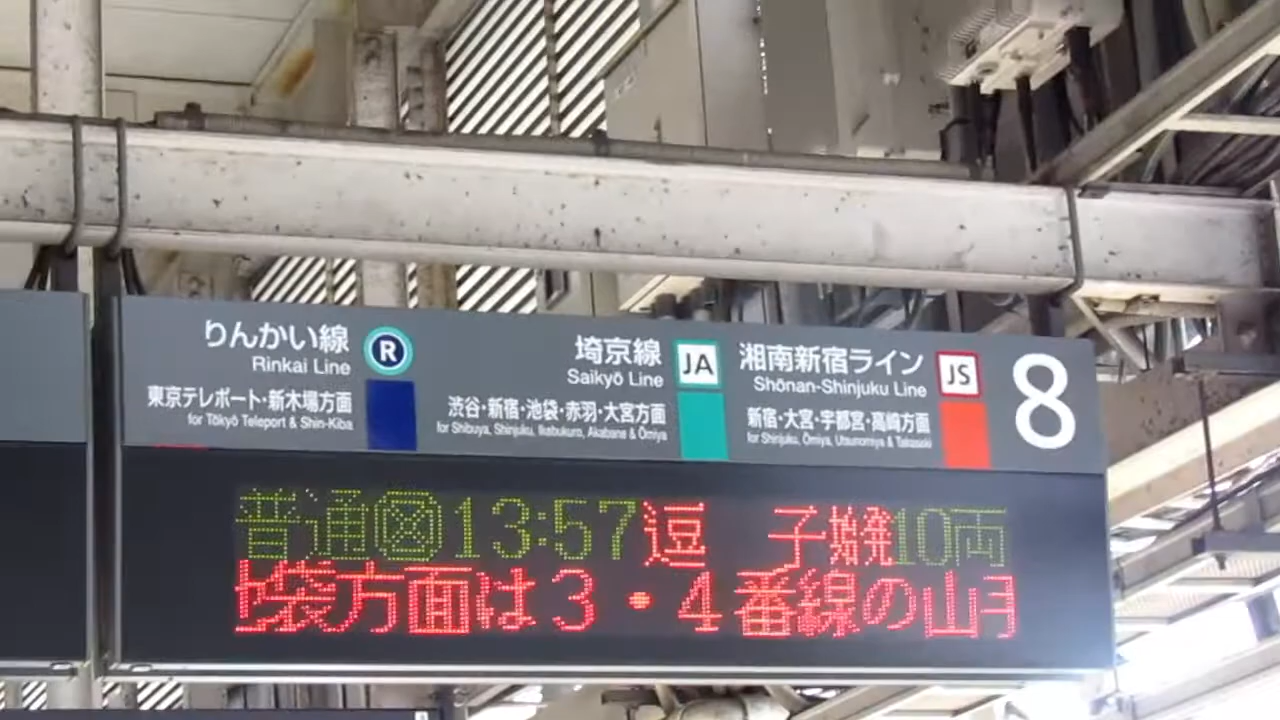 りんかい線 R
Rinkai Line
東京テレポート・新木場方面
for Tōkyō Teleport & Shin-Kiba
埼京線 JA
Saikyō Line
渋谷・新宿・池袋・赤羽・大宮方面
for Shibuya, Shinjuku, Ikebukuro, Akabane & Ōmiya
湘南新宿ライン JS
Shōnan-Shinjuku Line
新宿・大宮・宇都宮・高崎方面
for Shinjuku, Ōmiya, Utsunomiya & Takasaki
8
普通 13:57 逗子始発 10両
袋方面は3・4番線の山手